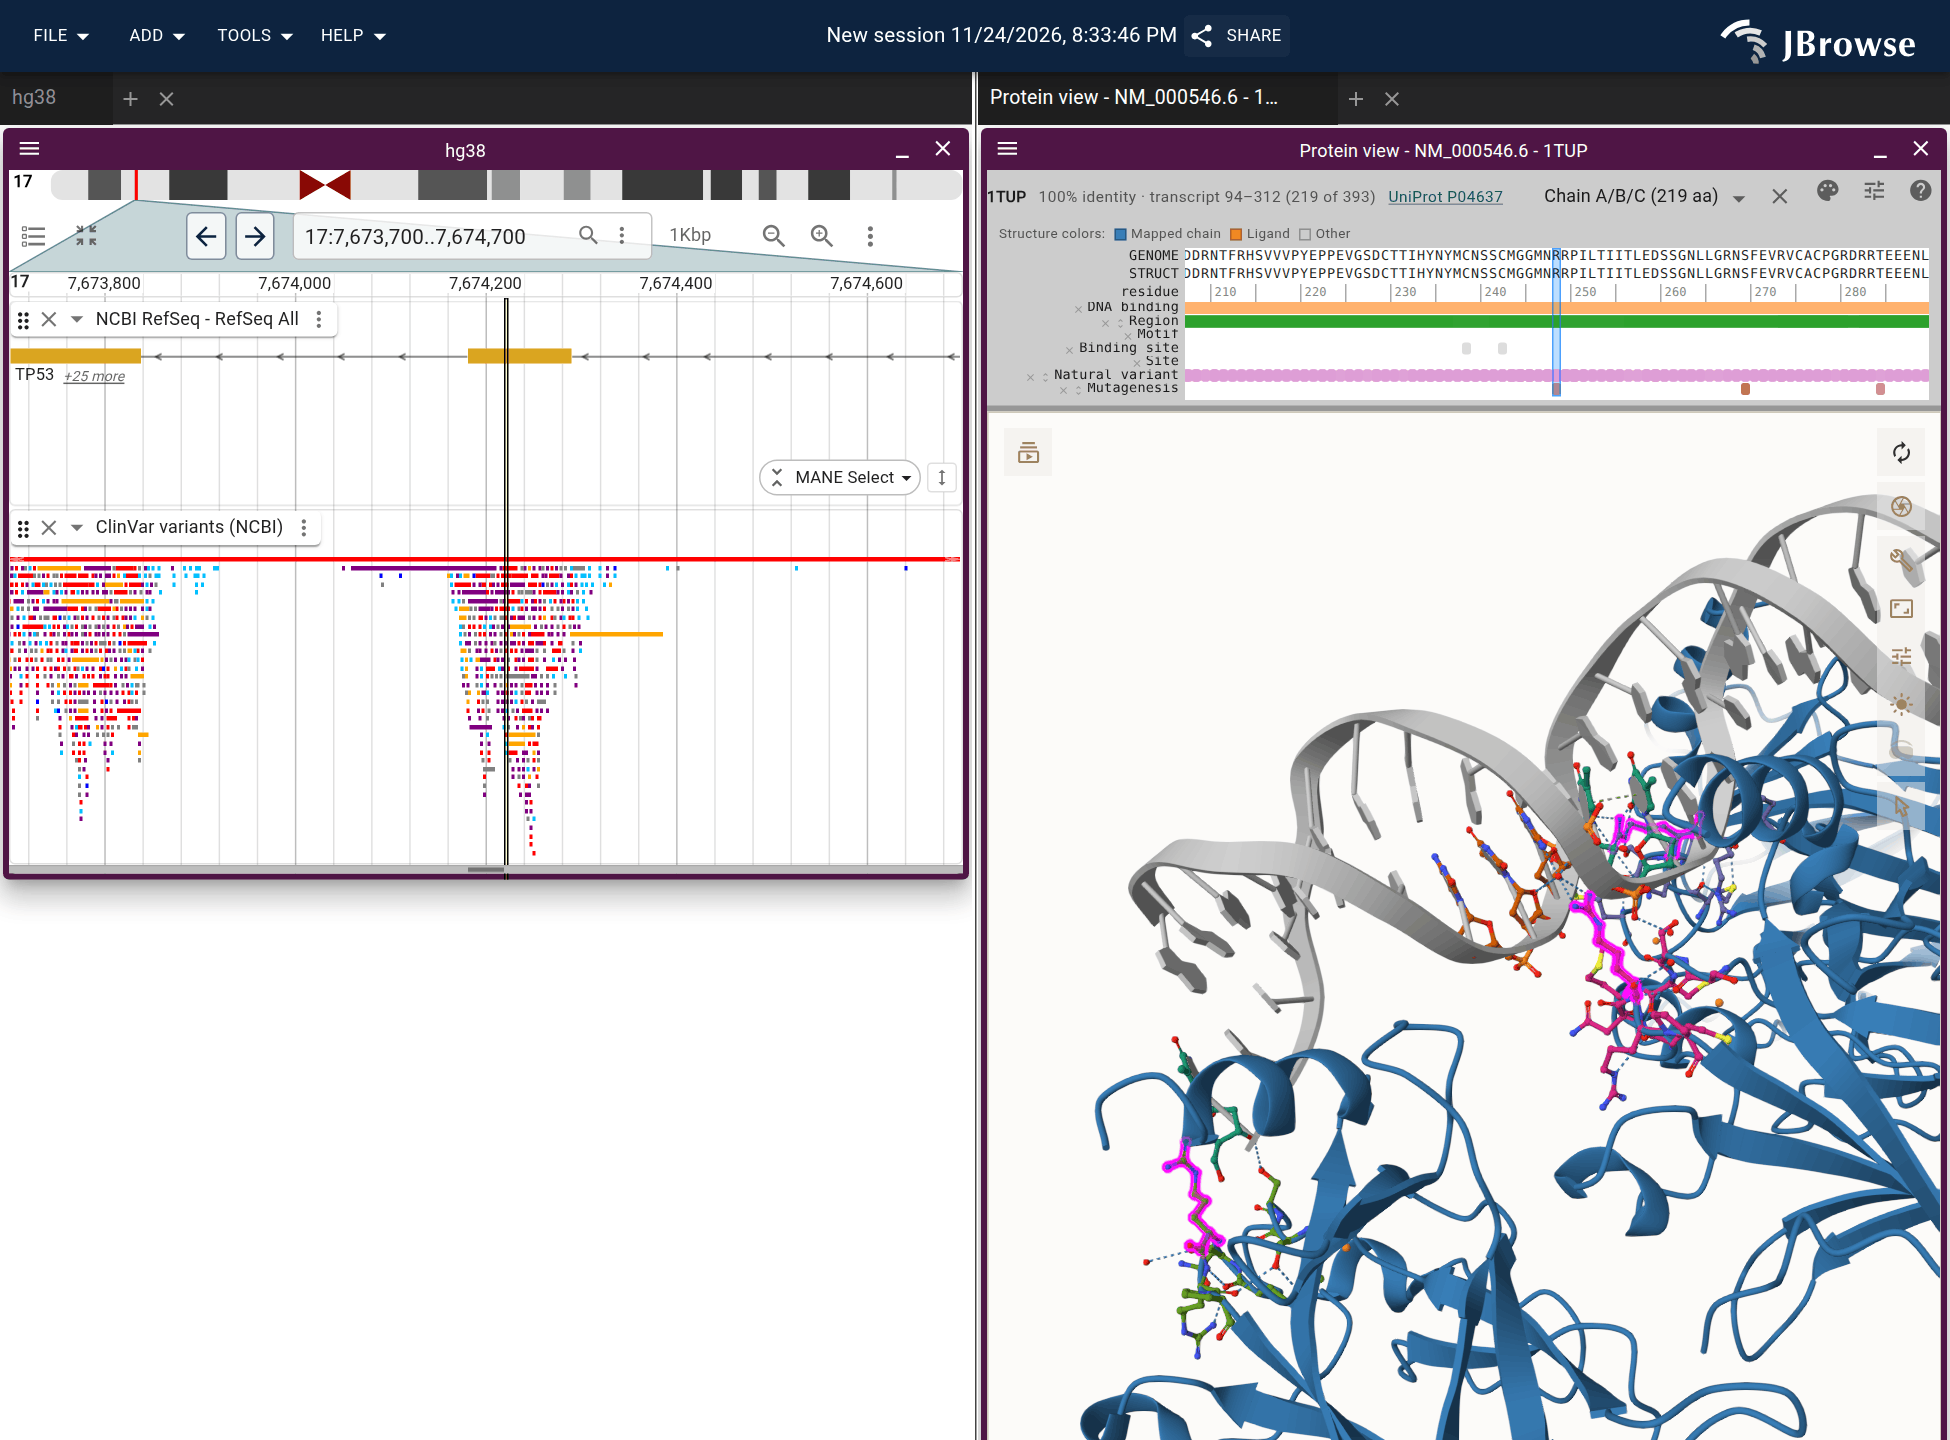 FILE ADD TOOLS HELP New session 11/24/2026, 8:33:46 PM SHARE JBrowse
hg38
Protein view - NM_000546.6 - 1...
hg38
17
17:7,673,700..7,674,700 1Kbp
17 7,673,800 7,674,000 7,674,200 7,674,400 7,674,600
NCBI RefSeq - RefSeq All
TP53 +25 more
MANE Select
ClinVar variants (NCBI)
Protein view - NM_000546.6 - 1TUP
1TUP 100% identity · transcript 94–312 (219 of 393) UniProt P04637 Chain A/B/C (219 aa)
Structure colors: Mapped chain Ligand Other
GENOME DDRNTFRHSVVVPYEPPEVGSDCTTIHYNYMCNSSCMGGMNRRPILTIITLEDSSGNLLGRNSFEVRVCACPGRDRRTEEENL
STRUCT DDRNTFRHSVVVPYEPPEVGSDCTTIHYNYMCNSSCMGGMNRRPILTIITLEDSSGNLLGRNSFEVRVCACPGRDRRTEEENL
residue 210 220 230 240 250 260 270 280
DNA binding
Region
Motif
Binding site
Site
Natural variant
Mutagenesis